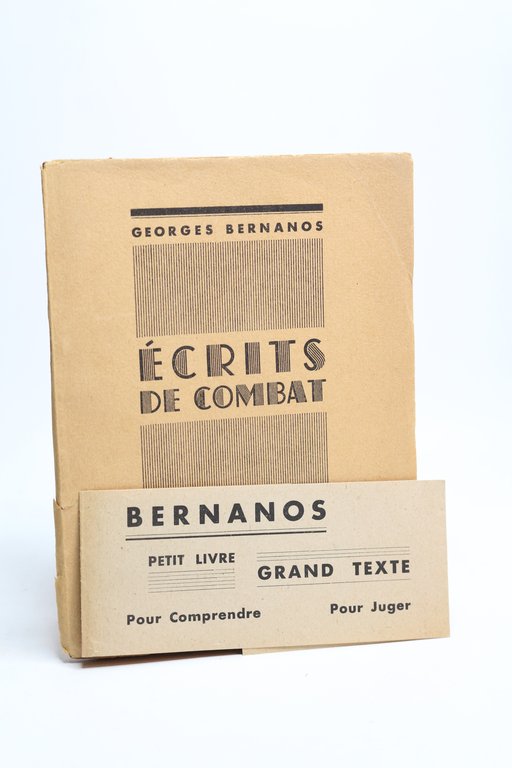 GEORGES BERNANOS
ÉCRITS
DE COMBAT
BERNANOS
PETIT LIVRE
GRAND TEXTE
Pour Comprendre
Pour Juger